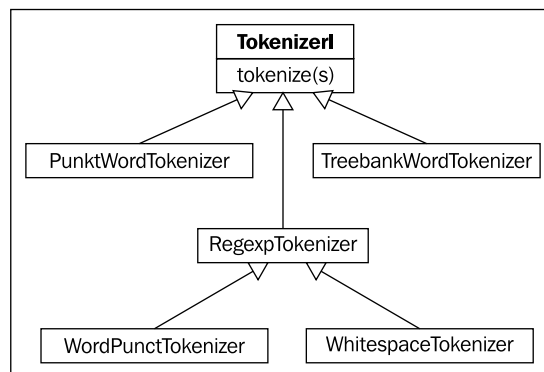 TokenizerI
tokenize(s)
PunktWordTokenizer
TreebankWordTokenizer
RegexpTokenizer
WordPunctTokenizer
WhitespaceTokenizer